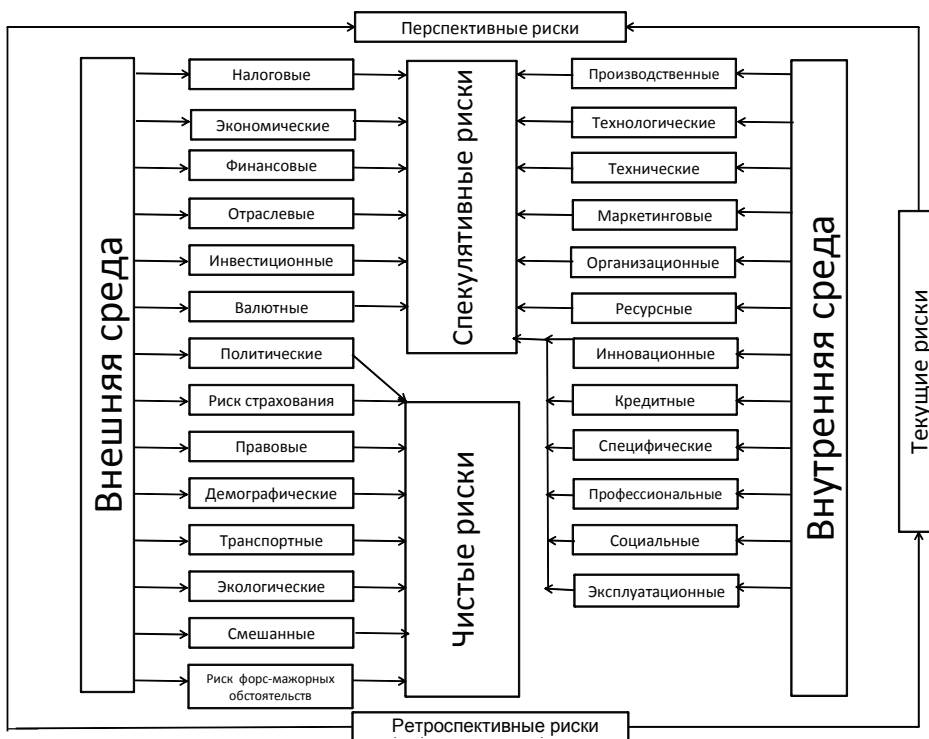 Перспективные риски
Внешняя среда
Налоговые
Экономические
Финансовые
Отраслевые
Инвестиционные
Валютные
Политические
Риск страхования
Правовые
Демографические
Транспортные
Экологические
Смешанные
Риск форс-мажорных
обстоятельств
Спекулятивные риски
Чистые риски
Производственные
Технологические
Технические
Маркетинговые
Организационные
Ресурсные
Инновационные
Кредитные
Специфические
Профессиональные
Социальные
Эксплуатационные
Внутренняя среда
Текущие риски
Ретроспективные риски